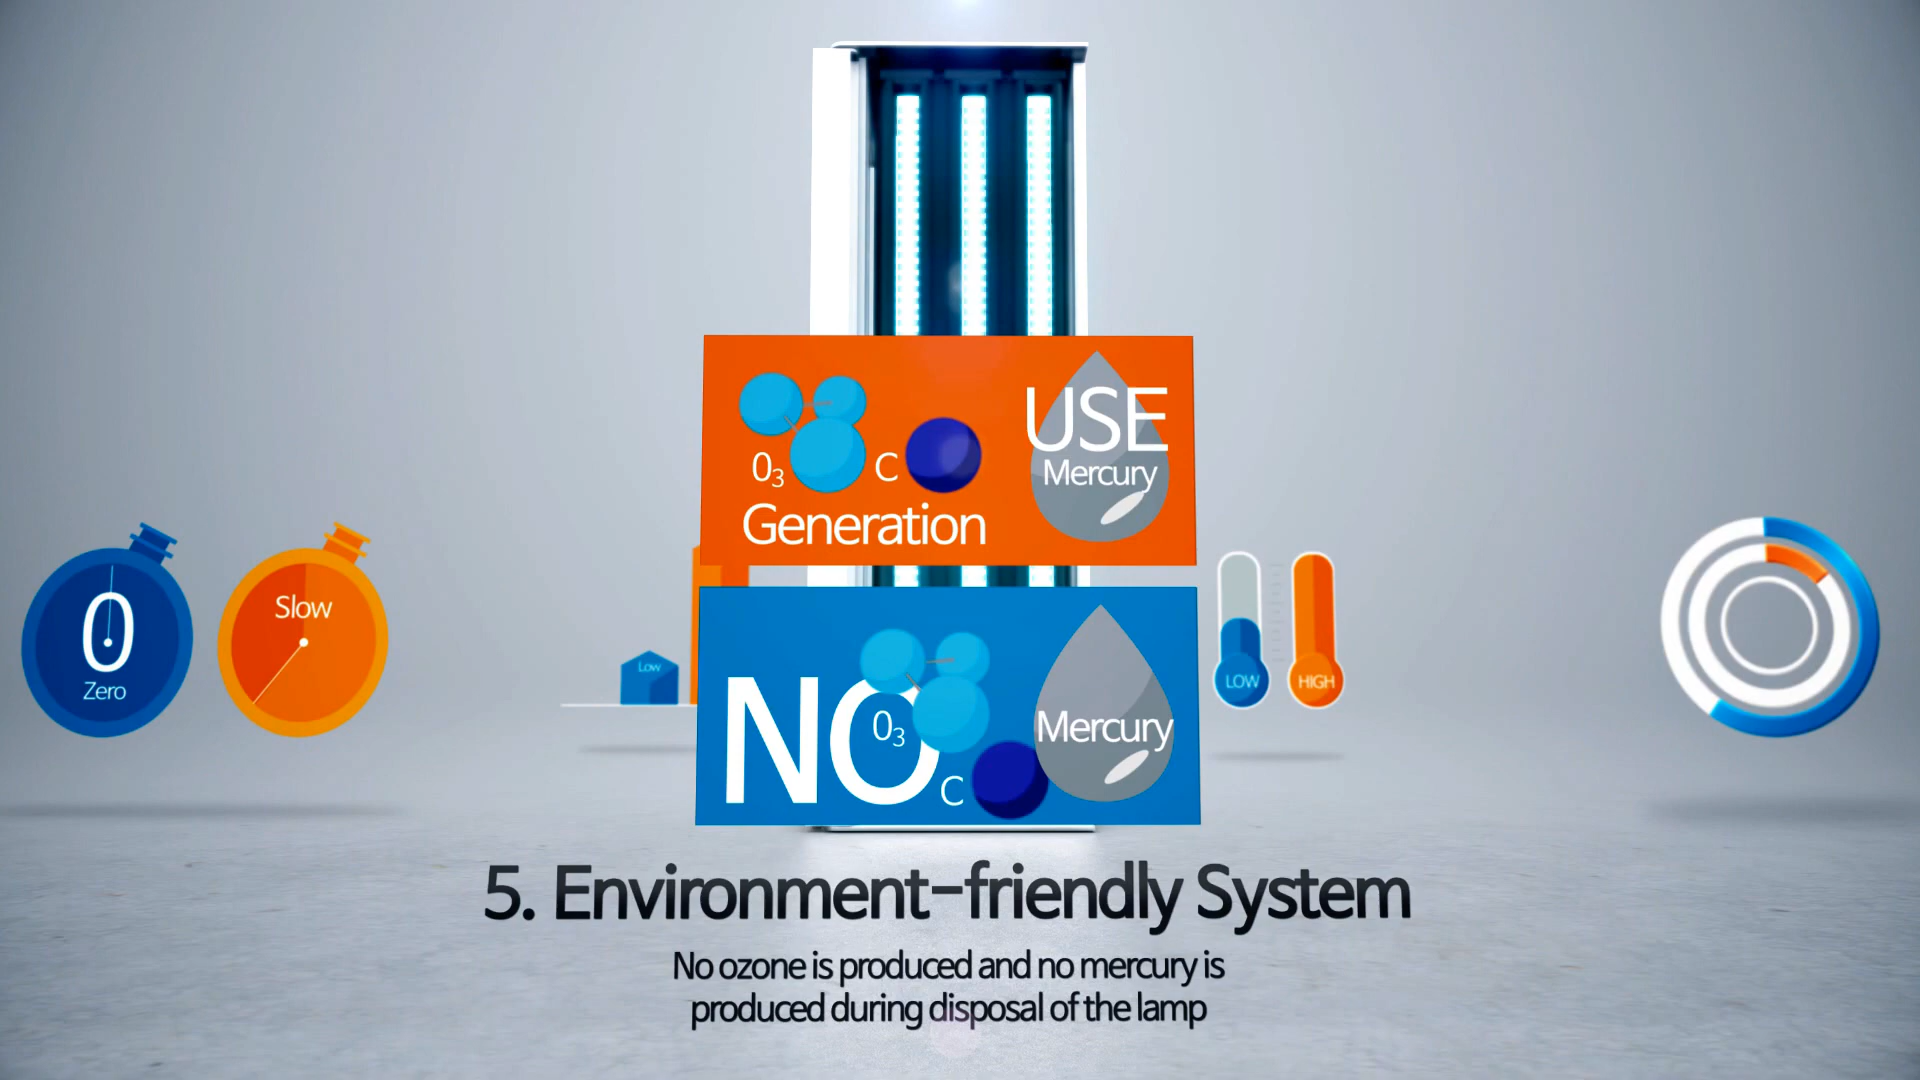 USE
Mercury
O3
C
Generation
0
Zero
Slow
Low
NO
O3
C
Mercury
LOW
HIGH
5. Environment-friendly System
No ozone is produced and no mercury is
produced during disposal of the lamp